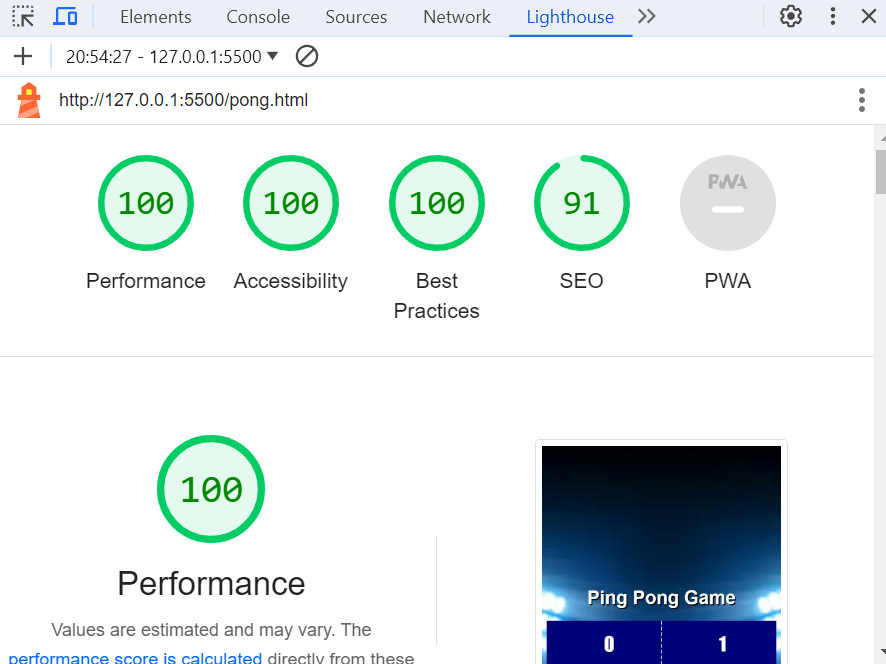 Elements Console Sources Network Lighthouse
20:54:27 - 127.0.0.1:5500
http://127.0.0.1:5500/pong.html
100 100 100 91 PWA
Performance Accessibility Best Practices SEO PWA
100
Performance
Values are estimated and may vary. The
performance score is calculated directly from these
Ping Pong Game
0 1